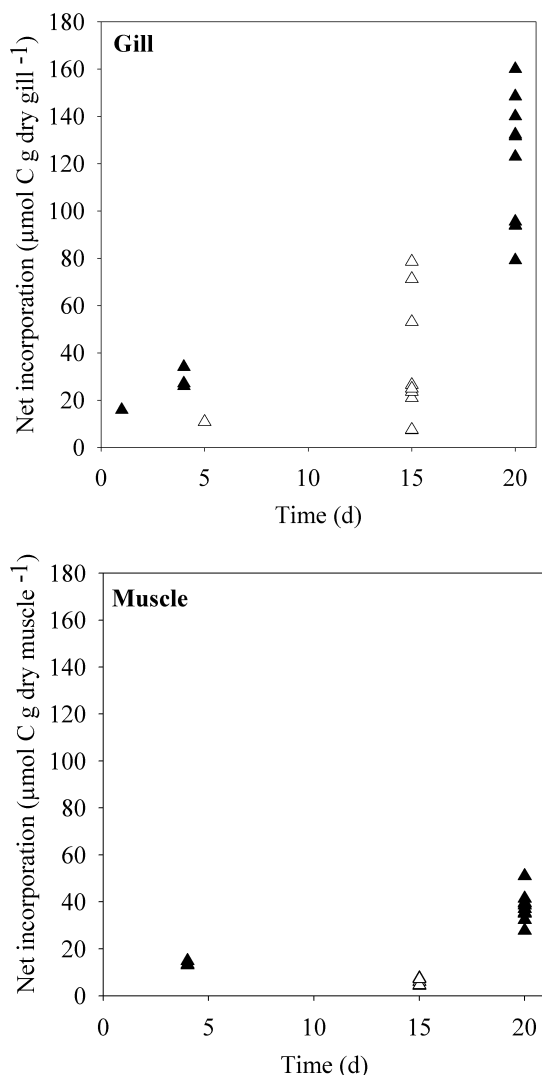 180
Gill
160
140
120
100
80
60
40
20
0
Net incorporation (µmol C g dry gill -1)
0 5 10 15 20
Time (d)
180
Muscle
160
140
120
100
80
60
40
20
0
Net incorporation (µmol C g dry muscle -1)
0 5 10 15 20
Time (d)